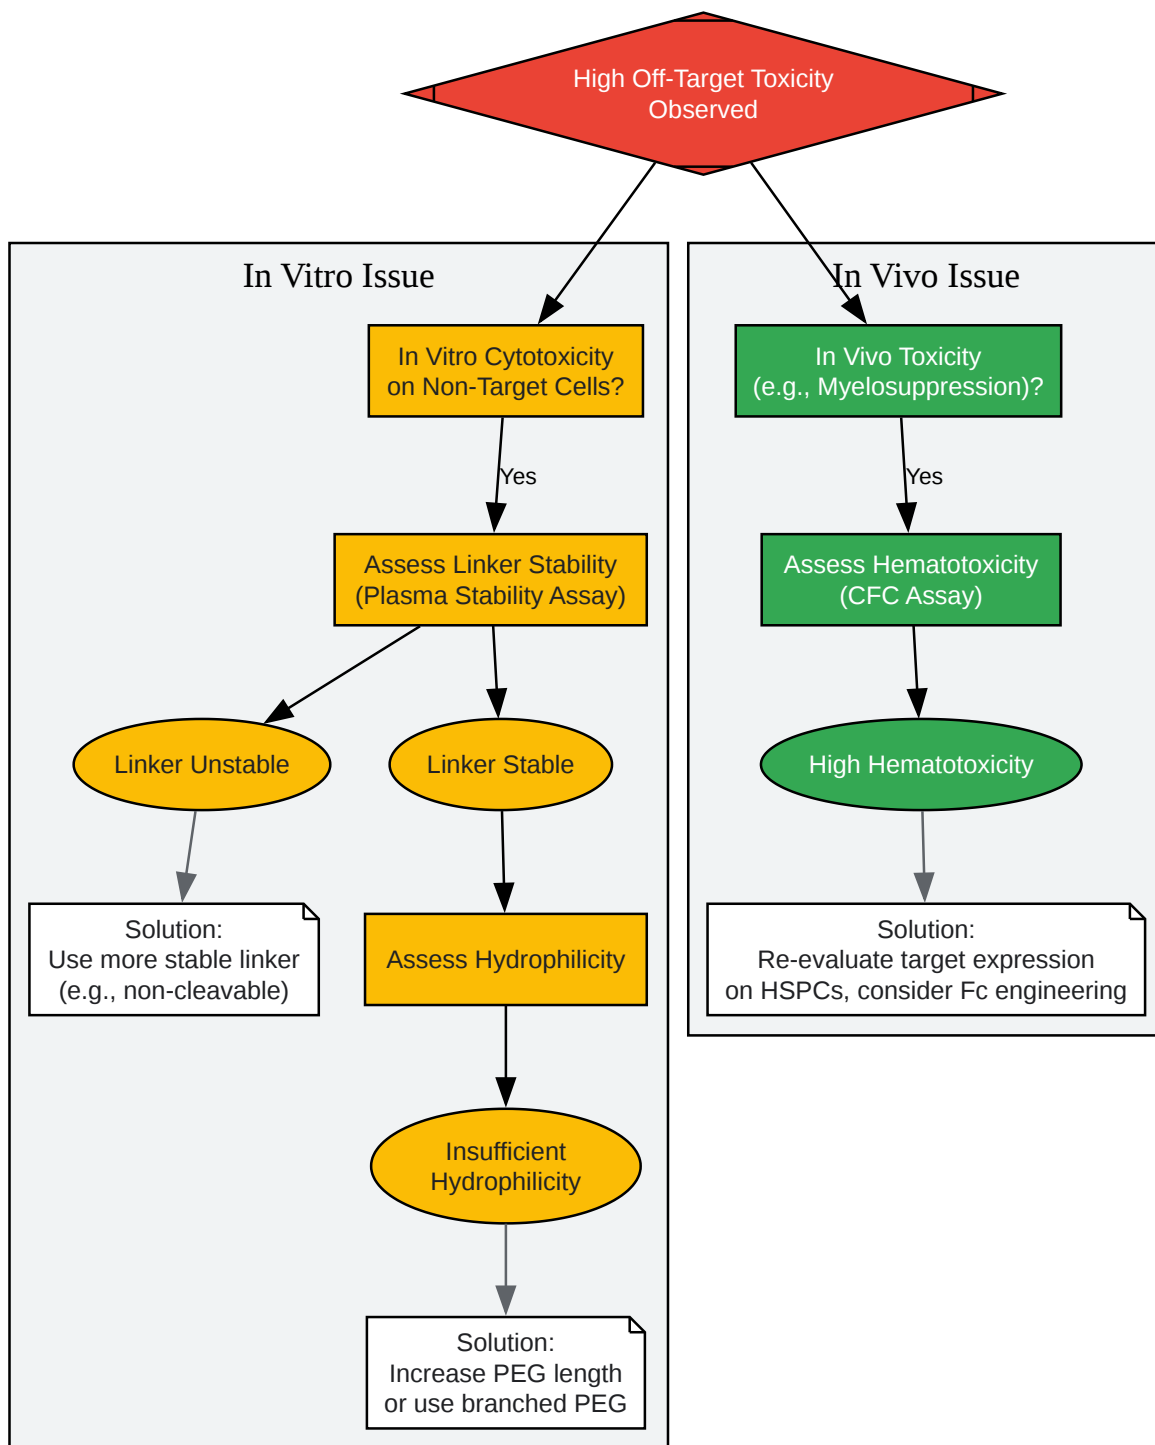 High Off-Target Toxicity
Observed
In Vitro Issue
In Vitro Cytotoxicity
on Non-Target Cells?
Yes
Assess Linker Stability
(Plasma Stability Assay)
Linker Unstable
Linker Stable
Solution:
Use more stable linker
(e.g., non-cleavable)
Assess Hydrophilicity
Insufficient
Hydrophilicity
Solution:
Increase PEG length
or use branched PEG
In Vivo Issue
In Vivo Toxicity
(e.g., Myelosuppression)?
Yes
Assess Hematotoxicity
(CFC Assay)
High Hematotoxicity
Solution:
Re-evaluate target expression
on HSPCs, consider Fc engineering